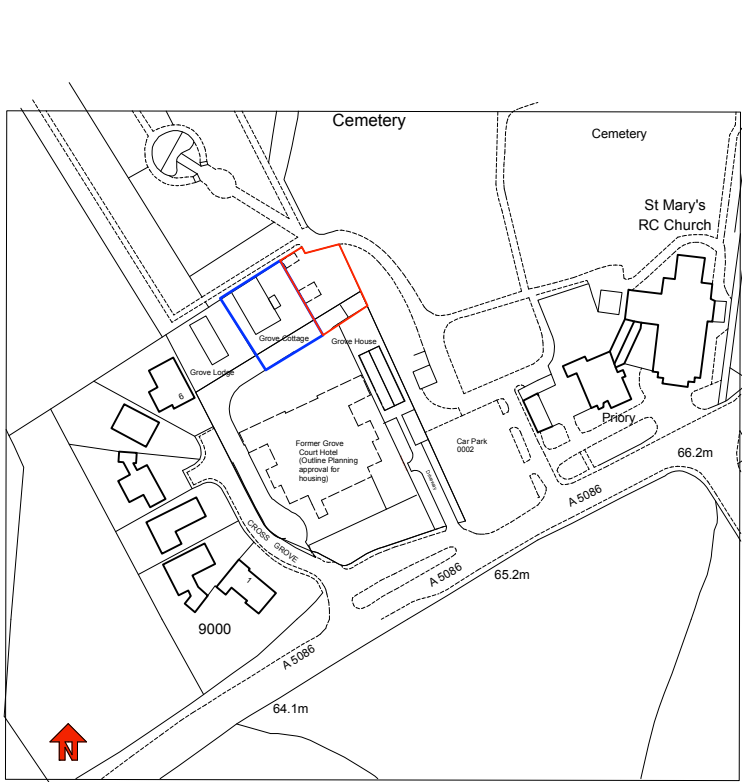 Cemetery
Cemetery
St Mary's
RC Church
Grove Cottage
Grove House
Grove Lodge
6
Former Grove
Court Hotel
(Outline Planning
approval for
housing)
Car Park
0002
Driveway
Priory
66.2m
A 5086
CROSS GROVE
A 5086
65.2m
1
9000
A 5086
64.1m
N